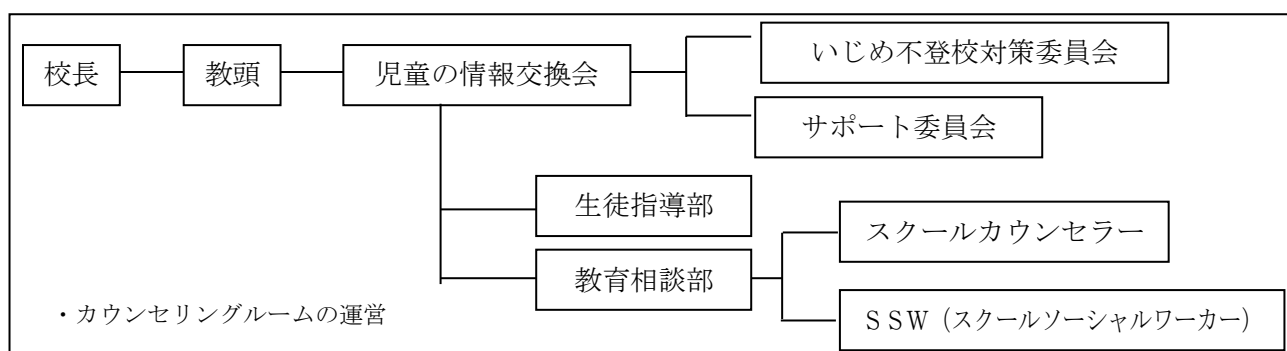 校長
教頭
児童の情報交換会
いじめ不登校対策委員会
サポート委員会
生徒指導部
教育相談部
スクールカウンセラー
ＳＳＷ（スクールソーシャルワーカー）
・カウンセリングルームの運営